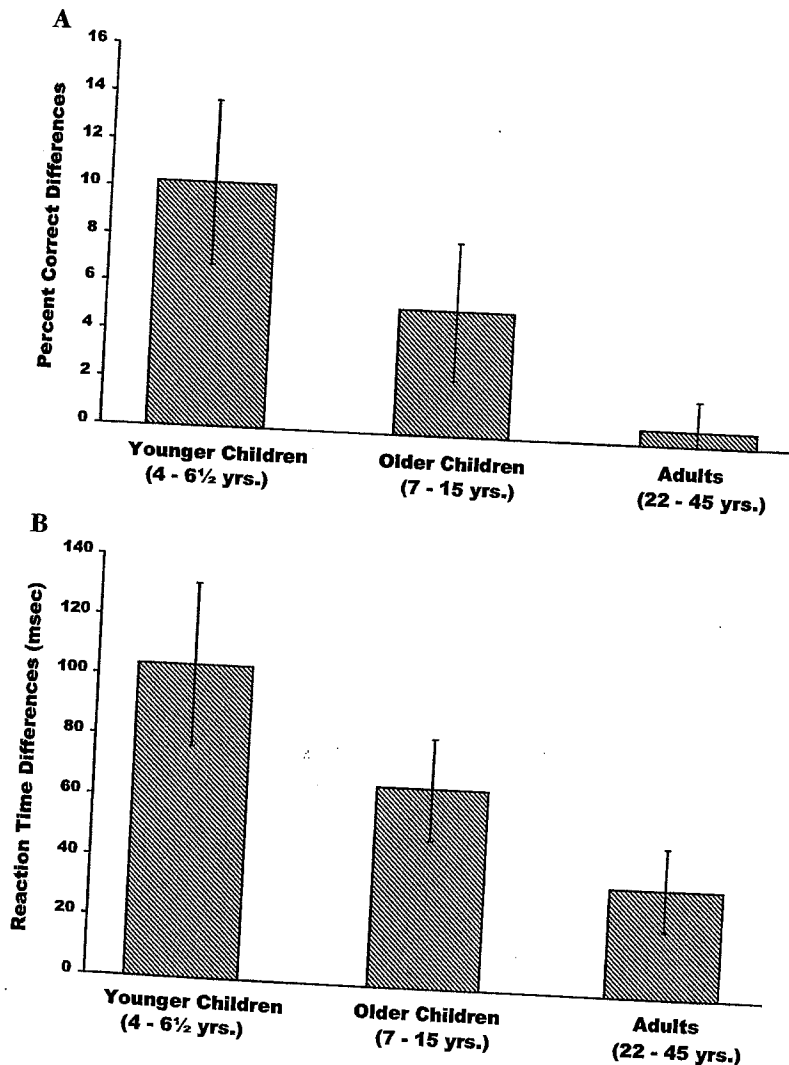 A
16
14
12
10
8
6
4
2
0
Percent Correct Differences
Younger Children
(4 - 6½ yrs.)
Older Children
(7 - 15 yrs.)
Adults
(22 - 45 yrs.)
B
140
120
100
80
60
40
20
0
Reaction Time Differences (msec)
Younger Children
(4 - 6½ yrs.)
Older Children
(7 - 15 yrs.)
Adults
(22 - 45 yrs.)